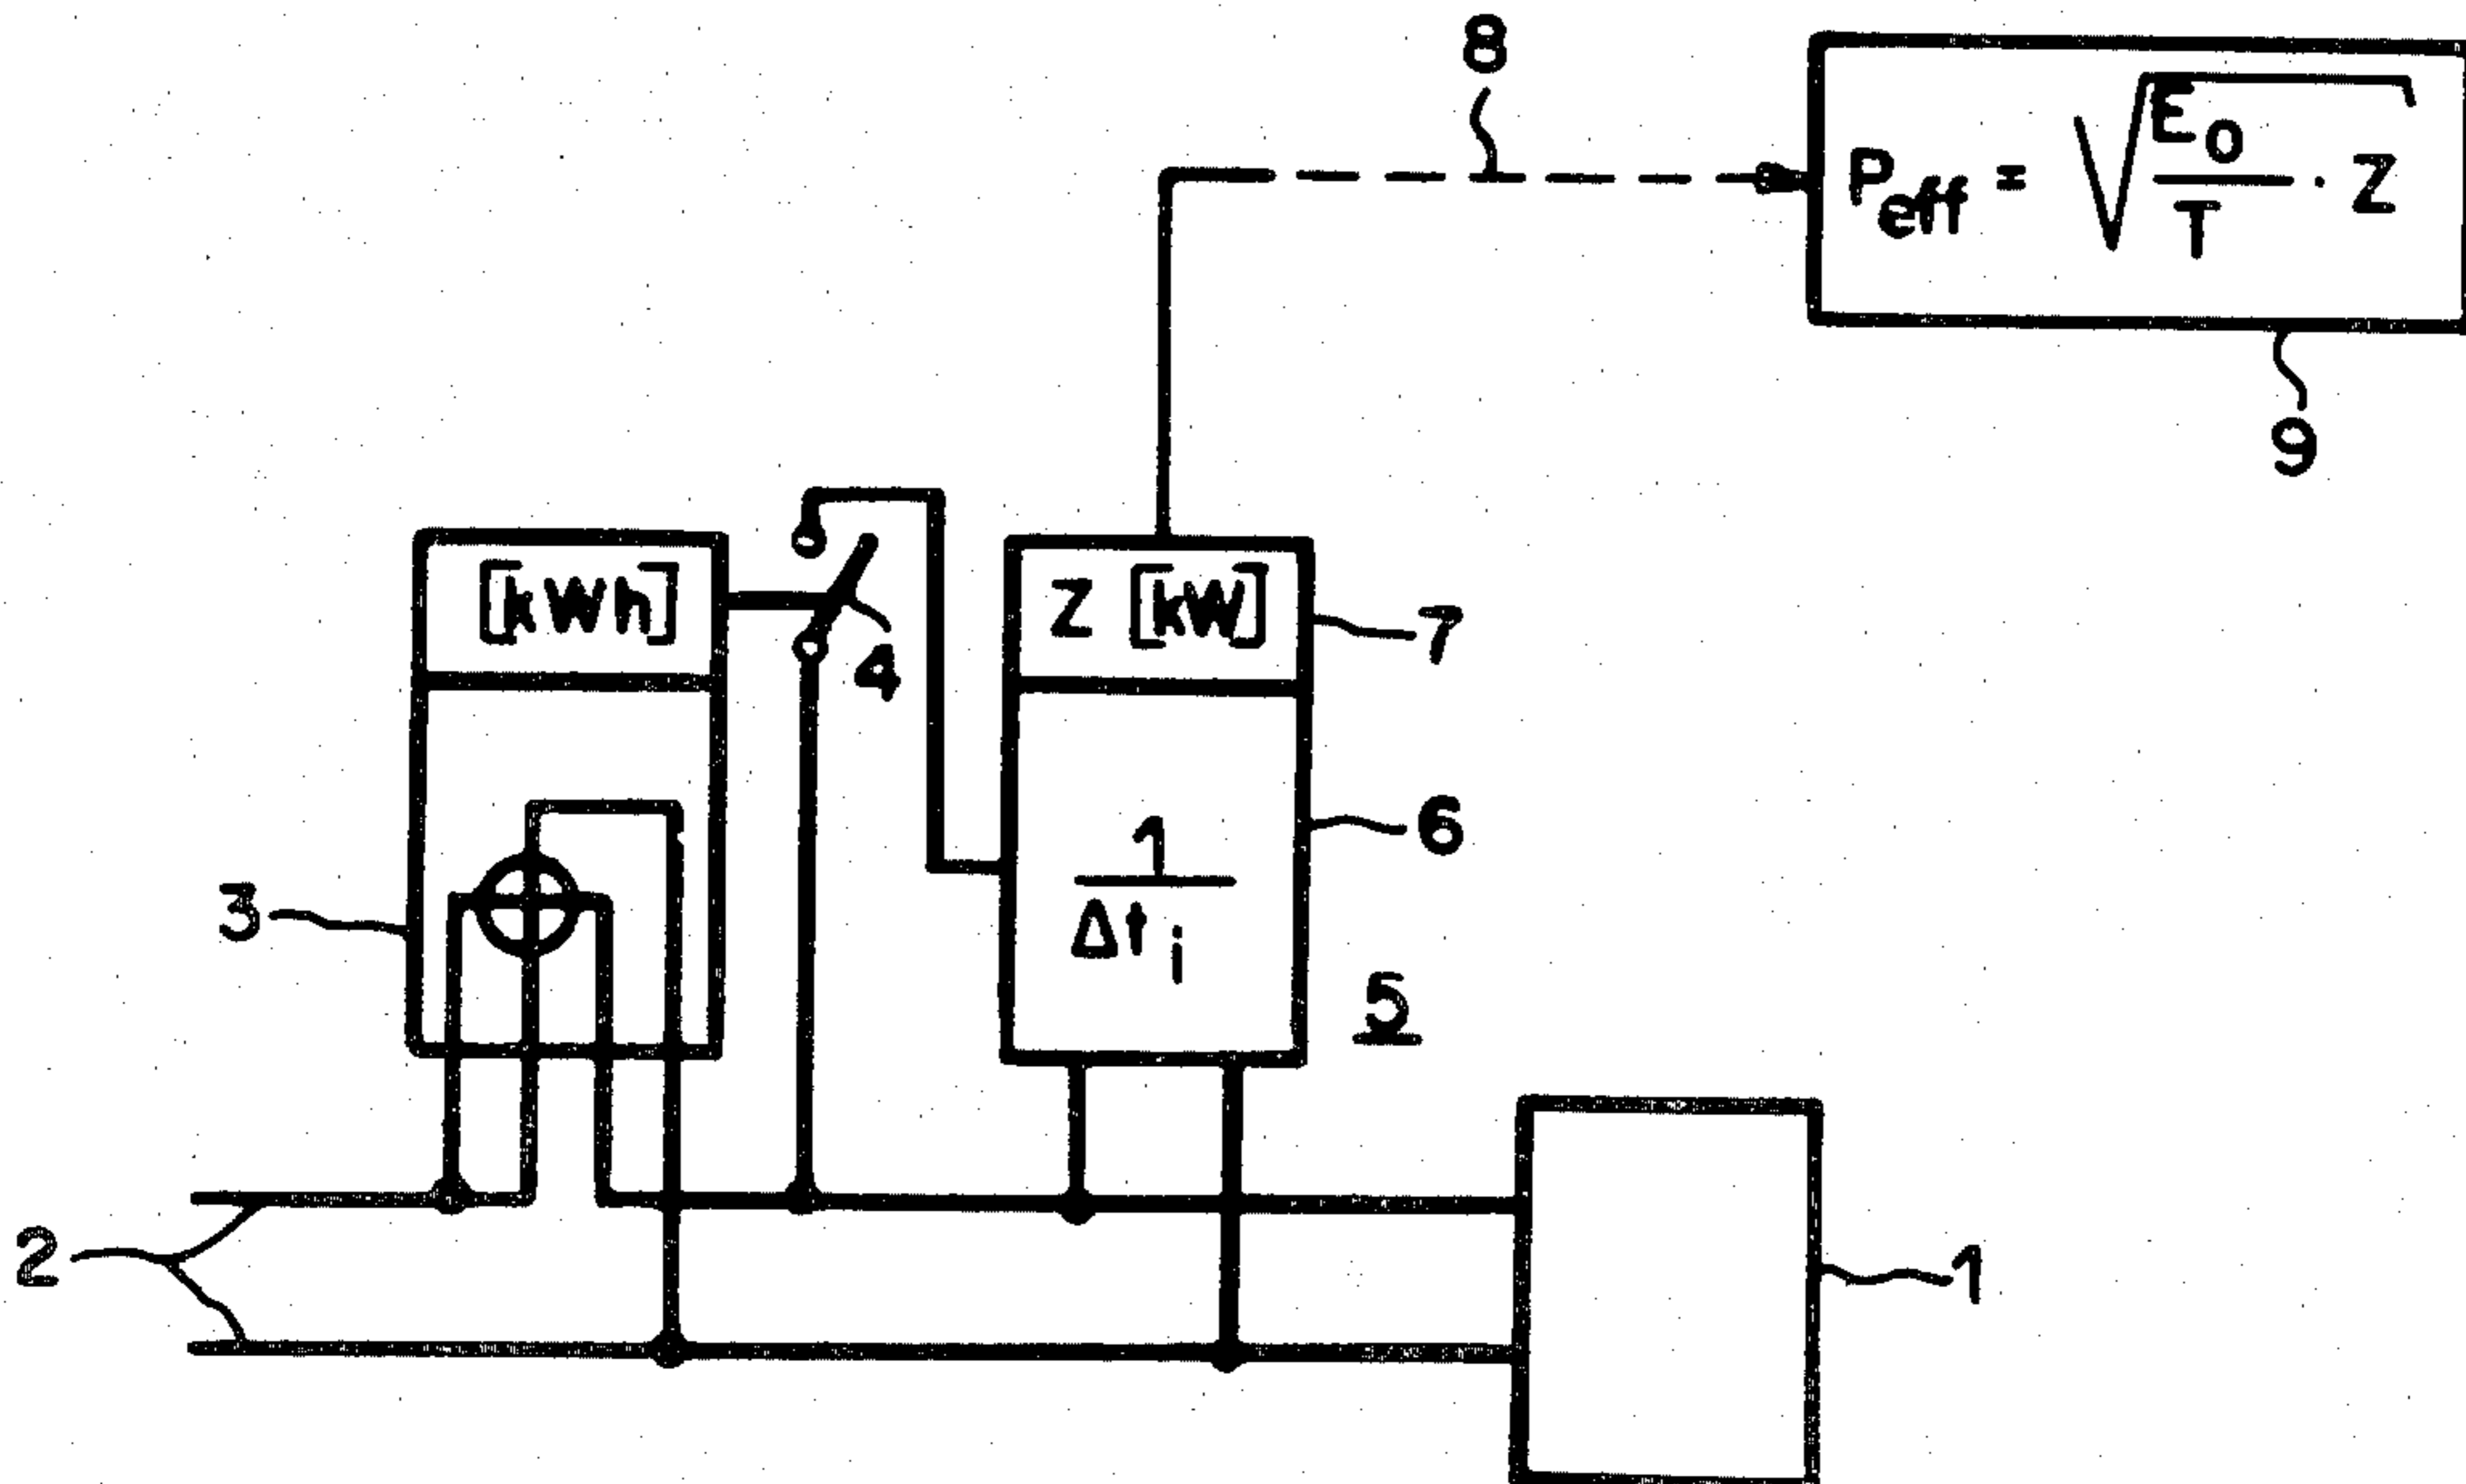 8
P_eff = √(E_0/T · Z)
9
[kWh]
4
Z [kW]
7
1/Δt_i
6
3
5
2
1